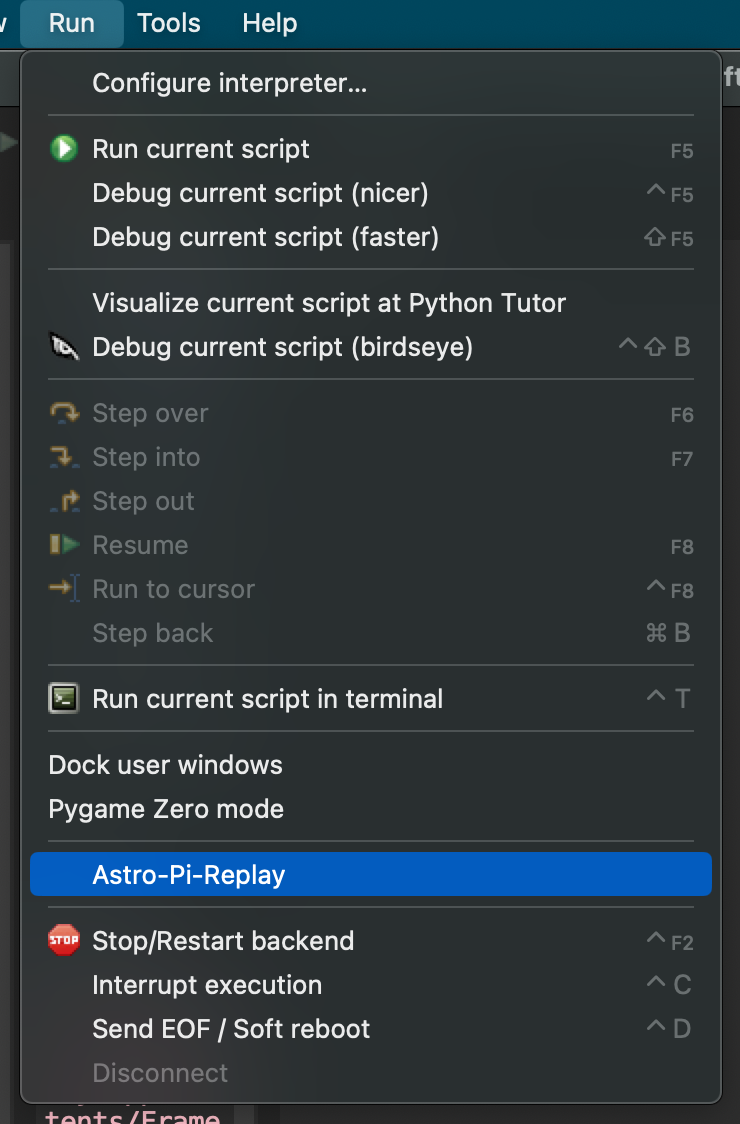 Run Tools Help
Configure interpreter...
Run current script F5
Debug current script (nicer) ^ F5
Debug current script (faster) ⇧ F5
Visualize current script at Python Tutor
Debug current script (birdseye) ^ ⇧ B
Step over F6
Step into F7
Step out
Resume F8
Run to cursor ^ F8
Step back ⌘ B
Run current script in terminal ^ T
Dock user windows
Pygame Zero mode
Astro-Pi-Replay
STOP Stop/Restart backend ^ F2
Interrupt execution ^ C
Send EOF / Soft reboot ^ D
Disconnect
tents/Frame